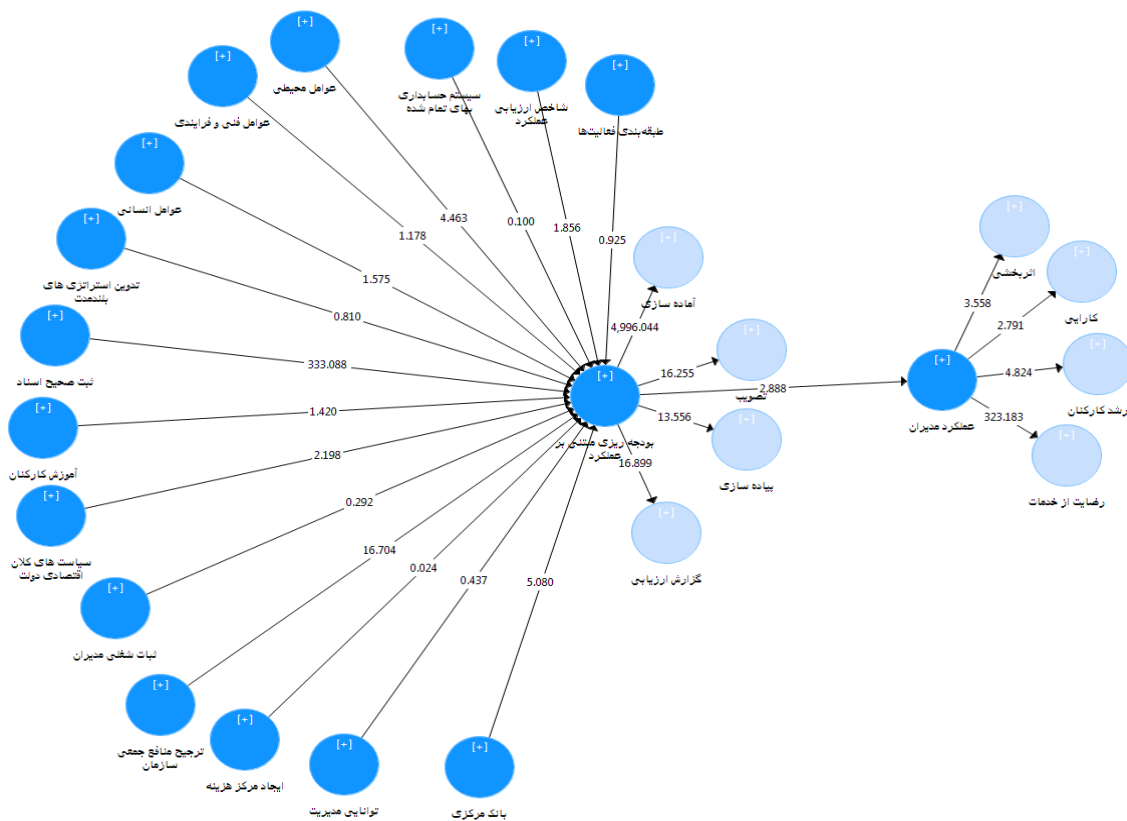 [+]
عوامل محیطی
[+]
سیستم حسابداری
بهای تمام شده
[+]
شاخص ارزیابی
عملکرد
[+]
طبقه‌بندی فعالیت‌ها
[+]
عوامل فنی و فرایندی
[+]
عوامل انسانی
[+]
تدوین استراتژی های
بلندمدت
[+]
ثبت صحیح اسناد
[+]
آموزش کارکنان
[+]
سیاست های کلان
اقتصادی دولت
[+]
ثبات شغلی مدیران
[+]
ترجیح منافع جمعی
سازمان
[+]
ایجاد مرکز هزینه
[+]
توانایی مدیریت
[+]
بانک مرکزی
4.463
0.100
1.856
0.925
1.178
1.575
0.810
333.088
1.420
2.198
0.292
16.704
0.024
0.437
5.080
[+]
بودجه ریزی مبتنی بر
عملکرد
[+]
آماده سازی
4,996.044
[+]
تصویب
16.255
2.888
[+]
پیاده سازی
13.556
[+]
گزارش ارزیابی
16.899
[+]
عملکرد مدیران
[+]
اثربخشی
3.558
[+]
کارایی
2.791
[+]
رشد کارکنان
4.824
[+]
رضایت از خدمات
323.183